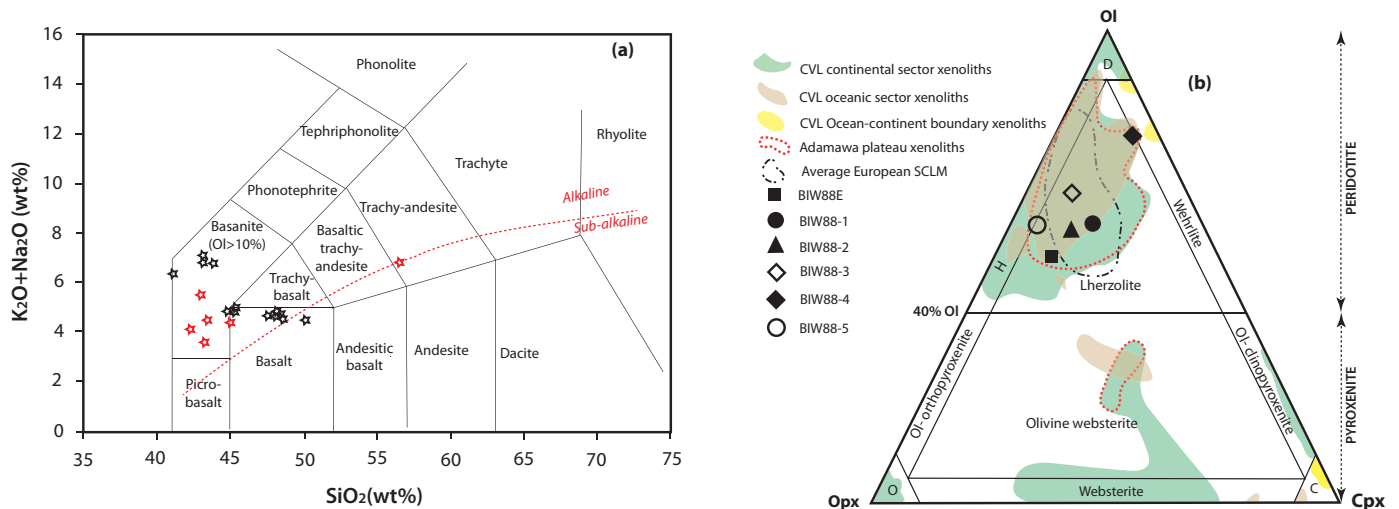 (a)
K₂O+Na₂O (wt%)
16
14
12
10
8
6
4
2
0
35
40
45
50
55
60
65
70
75
SiO₂(wt%)
Phonolite
Tephriphonolite
Phonotephrite
Basanite
(Ol>10%)
Trachyte
Rhyolite
Trachy-andesite
Basaltic
trachy-
andesite
Trachy-
basalt
Alkaline
Sub-alkaline
Picro-
basalt
Basalt
Andesitic
basalt
Andesite
Dacite
(b)
CVL continental sector xenoliths
CVL oceanic sector xenoliths
CVL Ocean-continent boundary xenoliths
Adamawa plateau xenoliths
Average European SCLM
BIW88E
BIW88-1
BIW88-2
BIW88-3
BIW88-4
BIW88-5
Ol
D
Wehrlite
H
Lherzolite
40% Ol
Ol-orthopyroxenite
Ol- dinopyroxenite
Olivine websterite
O
Websterite
C
Opx
Cpx
PERIDOTITE
PYROXENITE